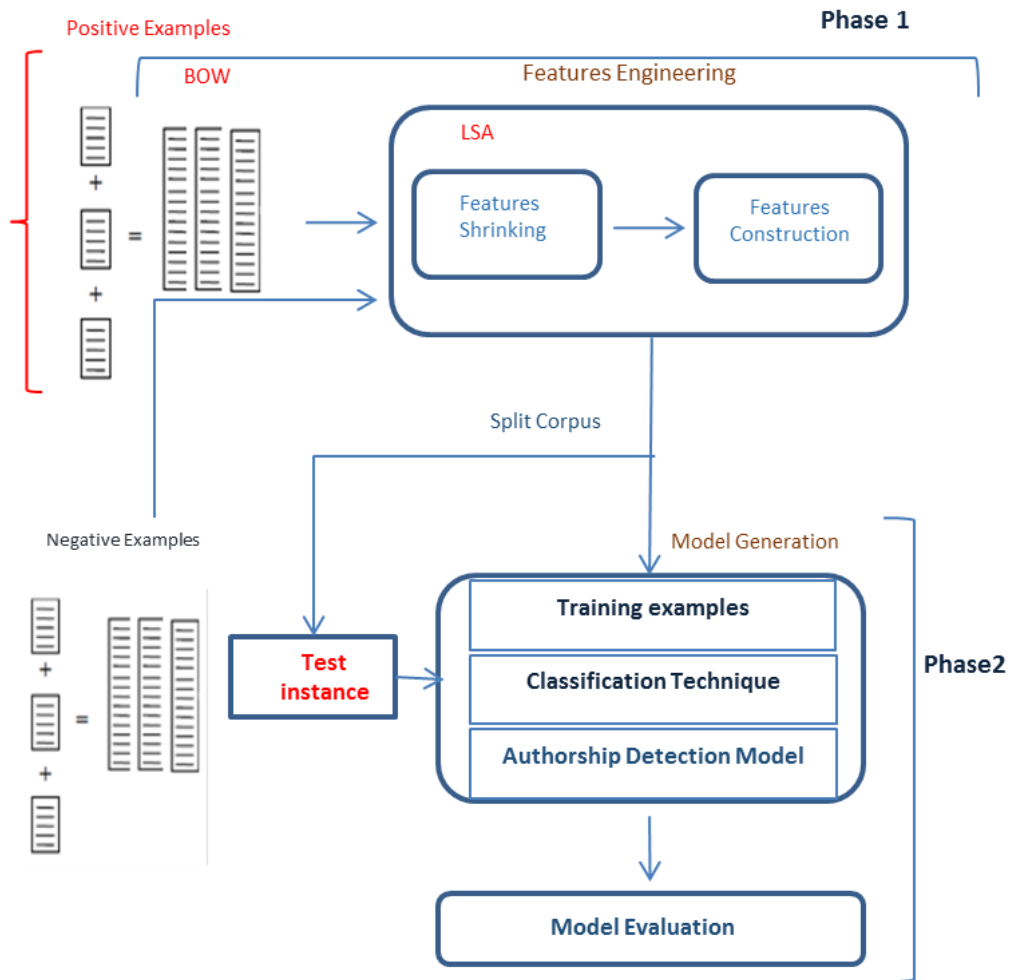 Phase 1
Positive Examples
BOW
Features Engineering
+
+
=
LSA
Features
Shrinking
Features
Construction
Split Corpus
Negative Examples
+
+
=
Model Generation
Test
instance
Training examples
Classification Technique
Authorship Detection Model
Phase2
Model Evaluation